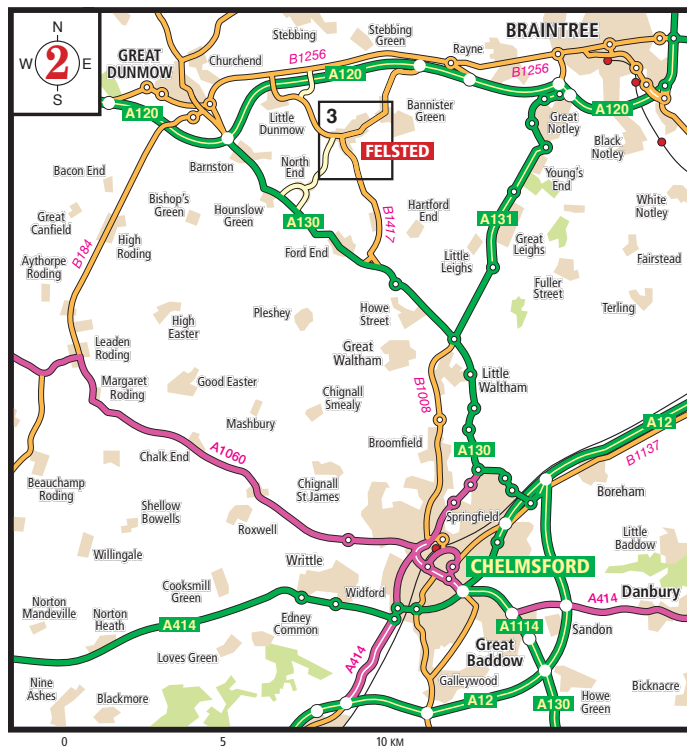 N
W 2 E
S
Stebbing
Stebbing
Green
BRAINTREE
GREAT
DUNMOW
Churchend
B1256
Rayne
A120
B1256
A120
A120
3
Bannister
Green
Little
Dunmow
Great
Notley
Black
Notley
FELSTED
Bacon End
Barnston
North
End
Young's
End
Bishop's
Green
Hounslow
Green
A130
B1417
Hartford
End
A131
White
Notley
Great
Canfield
High
Roding
B184
Ford End
Little
Leighs
Great
Leighs
Fairstead
Aythorpe
Roding
Fuller
Street
Terling
High
Easter
Pleshey
Howe
Street
Leaden
Roding
Great
Waltham
Margaret
Roding
Good Easter
Little
Waltham
B1008
Chignall
Smealy
Mashbury
A12
A1060
Broomfield
A130
B1137
Chalk End
Beauchamp
Roding
Chignall
St James
Boreham
Shellow
Bowells
Roxwell
Springfield
Little
Baddow
Willingale
Writtle
CHELMSFORD
Cooksmill
Green
Widford
Danbury
Norton
Mandeville
Norton
Heath
A414
Edney
Common
A414
A1114
Sandon
Great
Baddow
Loves Green
A414
Nine
Ashes
Blackmore
Galleywood
A12
A130
Howe
Green
Bicknacre
0 5 10 KM